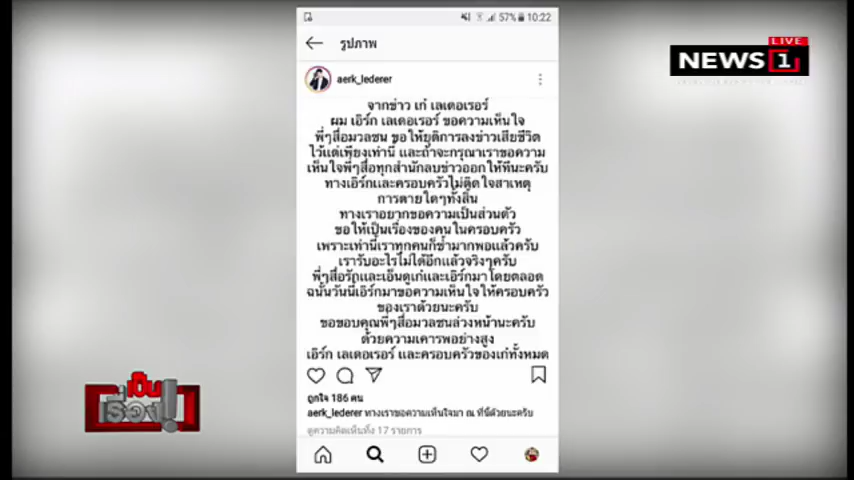 57% 10:22
รูปภาพ
LIVE
NEWS 1
aerk_lederer
จากข่าว เก๋ เลเดอเรอร์
ผม เอิร์ก เลเดอเรอร์ ขอความเห็นใจ
พี่ๆสื่อมวลชน ขอให้ยุติการลงข่าวเสียชีวิต
ไว้แต่เพียงเท่านี้ และถ้าจะกรุณาเราขอความ
เห็นใจพี่ๆสื่อทุกสำนักลบข่าวออกให้ทีนะครับ
ทางเอิร์กและครอบครัวไม่ติดใจสาเหตุ
การตายใดๆทั้งสิ้น
ทางเราอยากขอความเป็นส่วนตัว
ขอให้เป็นเรื่องของคนในครอบครัว
เพราะเท่านี้เราทุกคนก็ช้ำมากพอแล้วครับ
เรารับอะไรไม่ได้อีกแล้วจริงๆครับ
พี่ๆสื่อรักและเอ็นดูเก๋และเอิร์กมาโดยตลอด
ฉนั้นวันนี้เอิร์กมาขอความเห็นใจให้ครอบครัว
ของเราด้วยนะครับ
ขอขอบคุณพี่ๆสื่อมวลชนล่วงหน้านะครับ
ด้วยความเคารพอย่างสูง
เอิร์ก เลเดอเรอร์ และครอบครัวของเก๋ทั้งหมด
ถูกใจ 186 คน
aerk_lederer ทางเราขอความเห็นใจมา ณ ที่นี้ด้วยนะครับ
ดูความคิดเห็นทั้ง 17 รายการ
เป็น
เรื่อง!